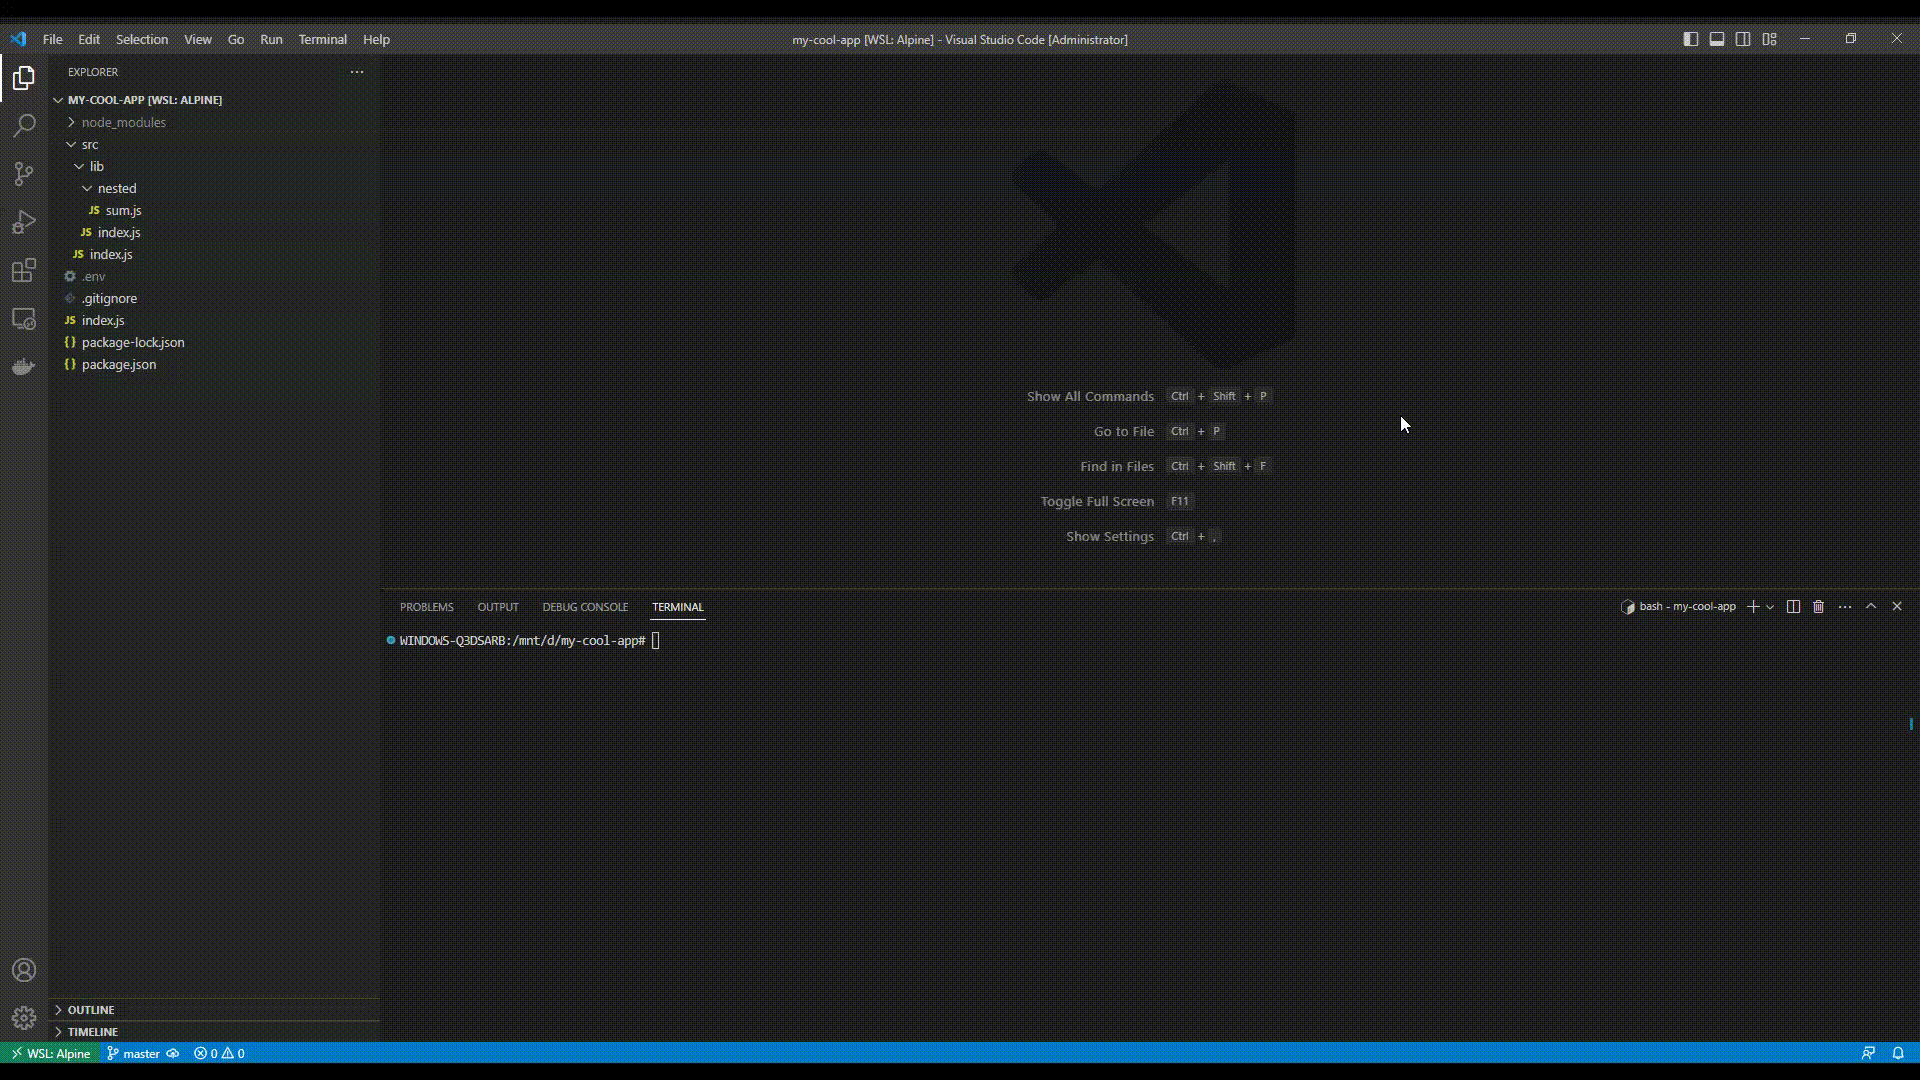 File Edit Selection View Go Run Terminal Help
my-cool-app [WSL: Alpine] - Visual Studio Code [Administrator]
EXPLORER
MY-COOL-APP [WSL: ALPINE]
node_modules
src
lib
nested
JS sum.js
JS index.js
JS index.js
.env
.gitignore
JS index.js
{} package-lock.json
{} package.json
Show All Commands Ctrl + Shift + P
Go to File Ctrl + P
Find in Files Ctrl + Shift + F
Toggle Full Screen F11
Show Settings Ctrl + ,
PROBLEMS OUTPUT DEBUG CONSOLE TERMINAL
bash - my-cool-app
WINDOWS-Q3DSARB:/mnt/d/my-cool-app#
OUTLINE
TIMELINE
WSL: Alpine master 0 0